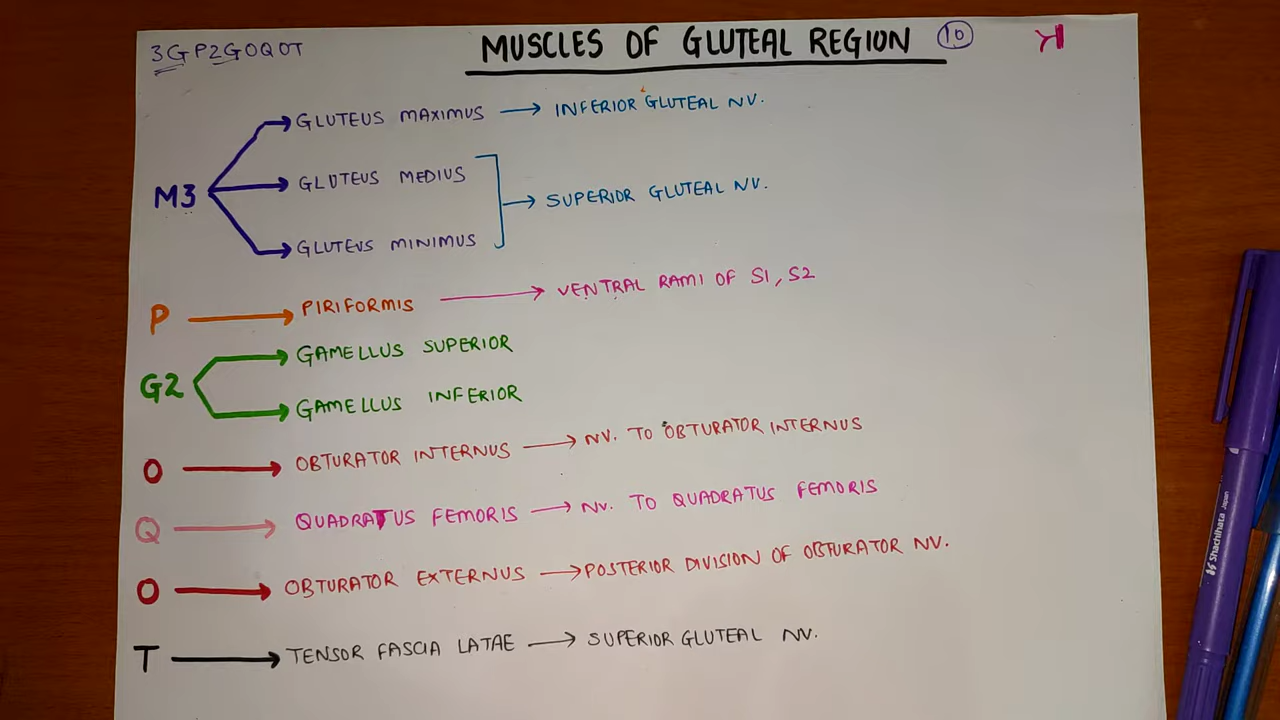 3GP2GOQOT
MUSCLES OF GLUTEAL REGION 10
M3
GLUTEUS MAXIMUS → INFERIOR GLUTEAL NV.
GLUTEUS MEDIUS
GLUTEUS MINIMUS
→ SUPERIOR GLUTEAL NV.
P → PIRIFORMIS → VENTRAL RAMI OF S1, S2
G2
GAMELLUS SUPERIOR
GAMELLUS INFERIOR
O → OBTURATOR INTERNUS → NV. TO OBTURATOR INTERNUS
Q → QUADRATUS FEMORIS → NV. TO QUADRATUS FEMORIS
O → OBTURATOR EXTERNUS → POSTERIOR DIVISION OF OBTURATOR NV.
T → TENSOR FASCIA LATAE → SUPERIOR GLUTEAL NV.
Shachihata Japan